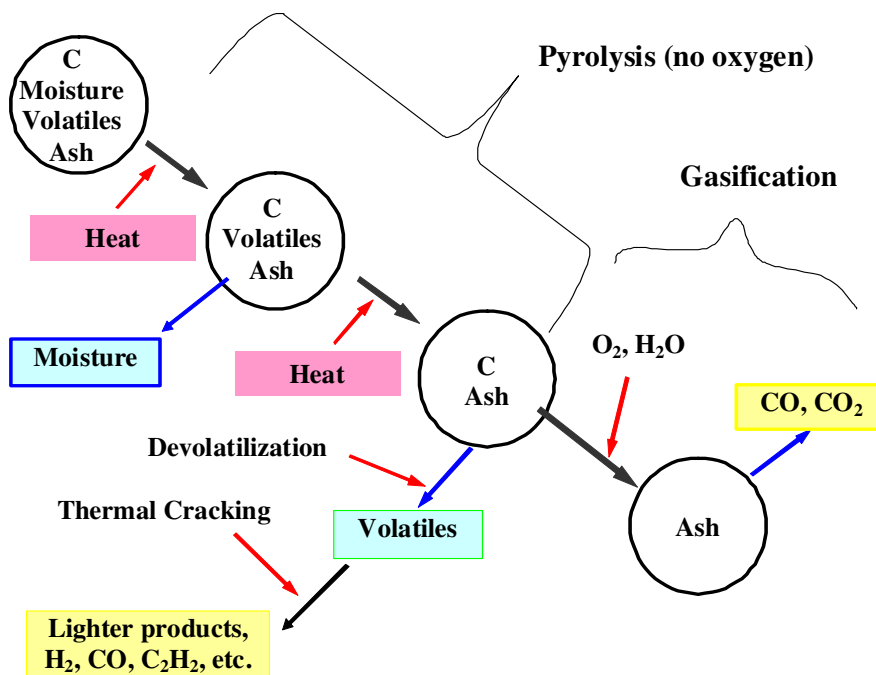 C
Moisture
Volatiles
Ash
Pyrolysis (no oxygen)
Gasification
Heat
C
Volatiles
Ash
Moisture
Heat
C
Ash
O₂, H₂O
CO, CO₂
Devolatilization
Thermal Cracking
Volatiles
Ash
Lighter products,
H₂, CO, C₂H₂, etc.